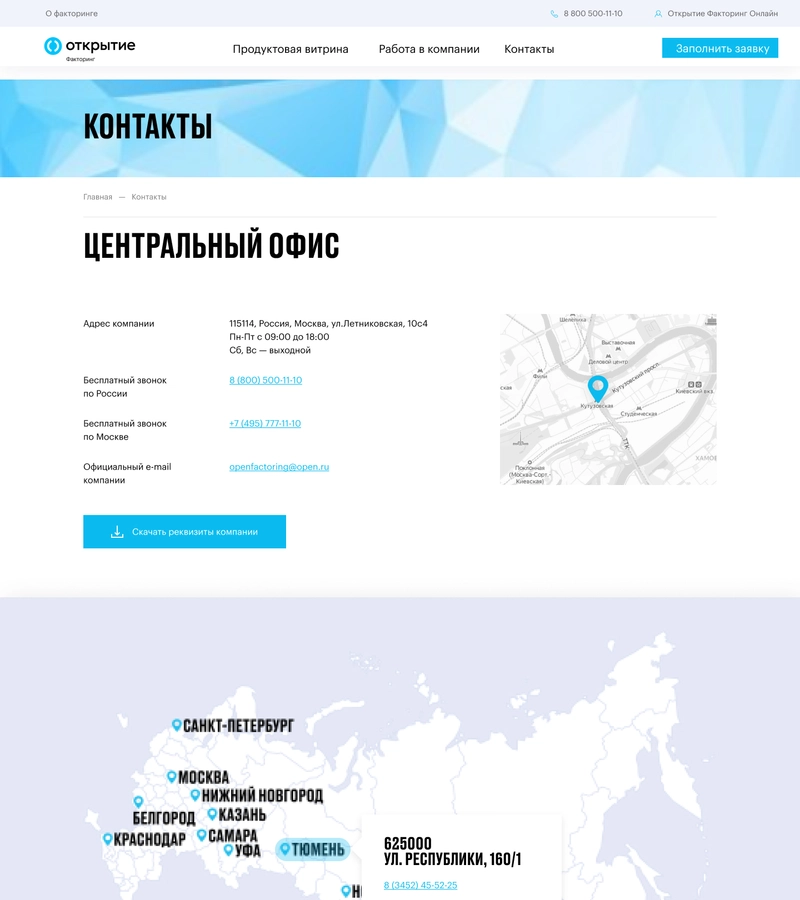 О факторинге
8 800 500-11-10
Открытие Факторинг Онлайн
открытие
Факторинг
Продуктовая витрина
Работа в компании
Контакты
Заполнить заявку
КОНТАКТЫ
Главная — Контакты
ЦЕНТРАЛЬНЫЙ ОФИС
Адрес компании
115114, Россия, Москва, ул.Летниковская, 10с4
Пн-Пт с 09:00 до 18:00
Сб, Вс — выходной
Бесплатный звонок
по России
8 (800) 500-11-10
Бесплатный звонок
по Москве
+7 (495) 777-11-10
Официальный e-mail
компании
openfactoring@open.ru
Шелепиха
Выставочная
Деловой центр
Фили
ская
Кутузовский просп.
Киевский вкз.
Кутузовская
Студенческая
ТТК
ХАМОВ
Поклонная
(Москва-Сорт.-
Киевская)
Скачать реквизиты компании
САНКТ-ПЕТЕРБУРГ
МОСКВА
НИЖНИЙ НОВГОРОД
КАЗАНЬ
БЕЛГОРОД
САМАРА
КРАСНОДАР
УФА
ТЮМЕНЬ
625000
УЛ. РЕСПУБЛИКИ, 160/1
8 (3452) 45-52-25